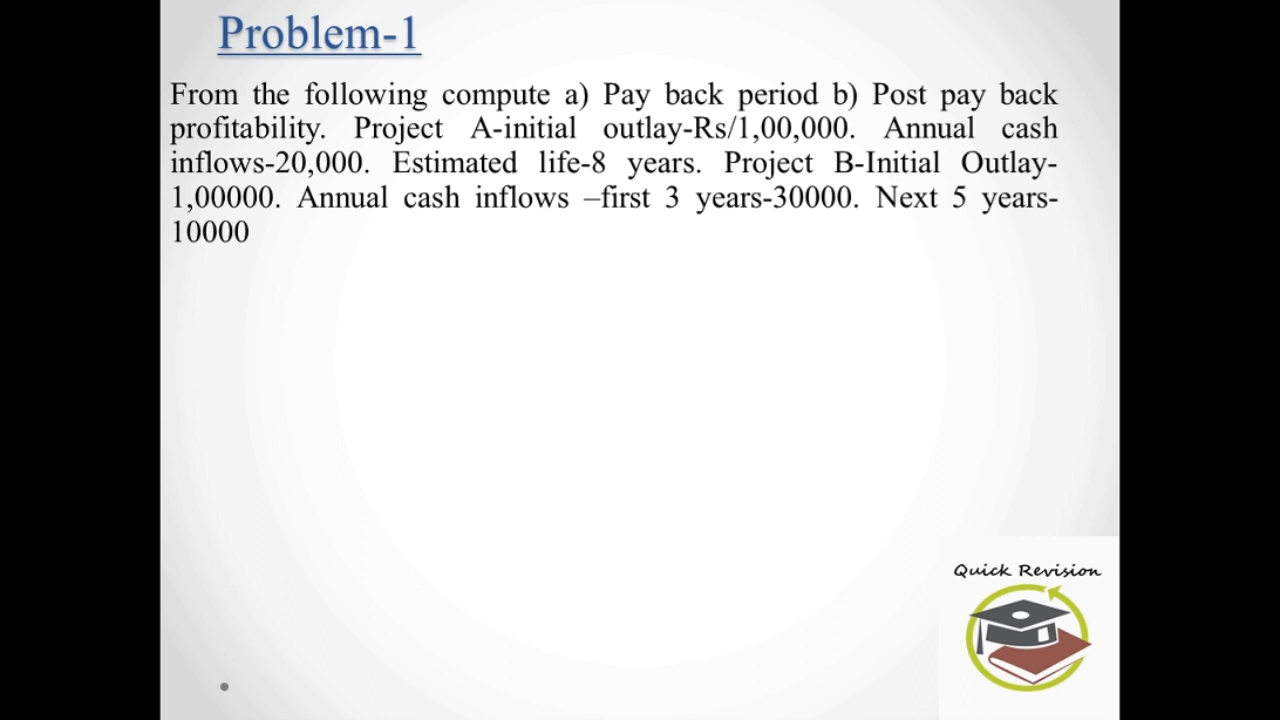 Problem-1
From the following compute a) Pay back period b) Post pay back
profitability. Project A-initial outlay-Rs/1,00,000. Annual cash
inflows-20,000. Estimated life-8 years. Project B-Initial Outlay-
1,00000. Annual cash inflows –first 3 years-30000. Next 5 years-
10000
Quick Revision